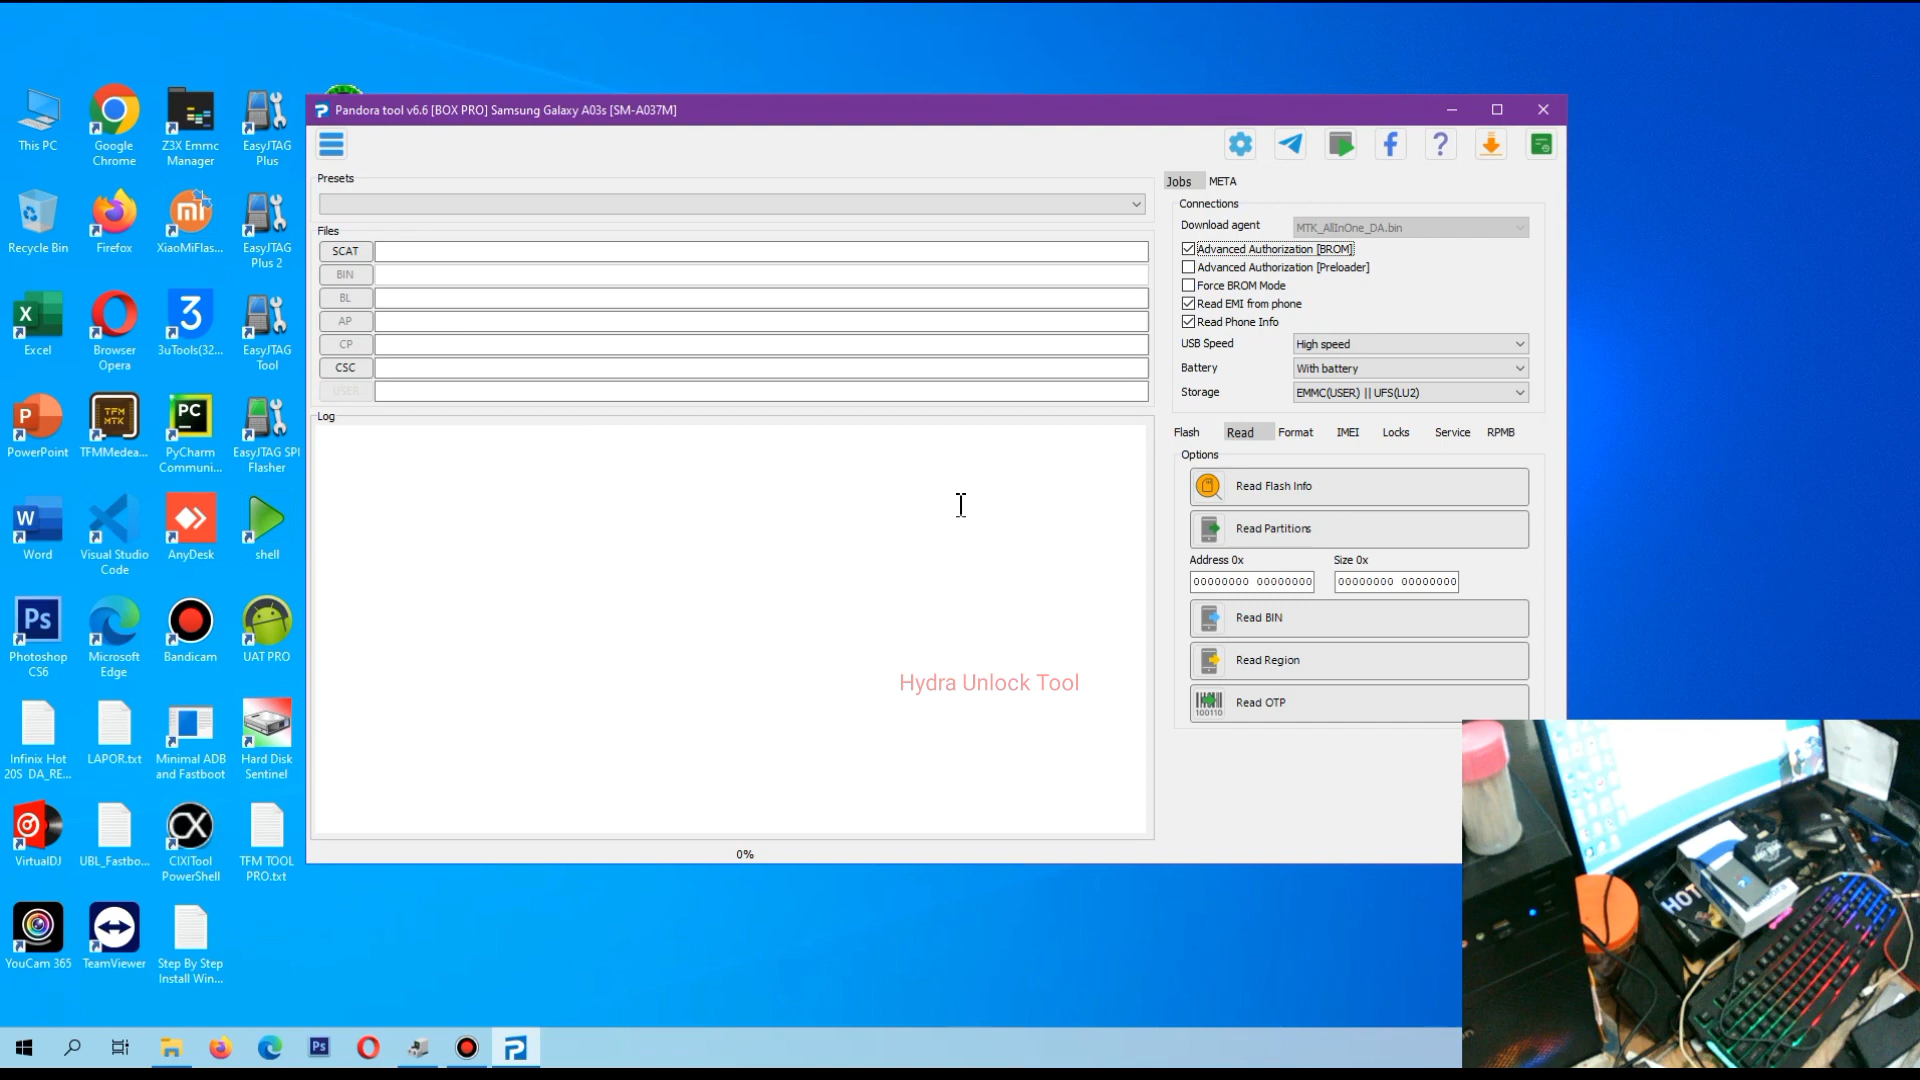 This PC
Google
Chrome
Z3X Emmc
Manager
EasyJTAG
Plus
Recycle Bin
Firefox
XiaoMiFlas...
EasyJTAG
Plus 2
Excel
Browser
Opera
3uTools(32...
EasyJTAG
Tool
PowerPoint
TFMMedea...
PyCharm
Communi...
EasyJTAG SPI
Flasher
Word
Visual Studio
Code
AnyDesk
shell
Photoshop
CS6
Microsoft
Edge
Bandicam
UAT PRO
Infinix Hot
20S DA_RE...
LAPOR.txt
Minimal ADB
and Fastboot
Hard Disk
Sentinel
VirtualDJ
UBL_Fastbo...
CIXITool
PowerShell
TFM TOOL
PRO.txt
YouCam 365
TeamViewer
Step By Step
Install Win...
Pandora tool v6.6 [BOX PRO] Samsung Galaxy A03s [SM-A037M]
Presets
Files
SCAT
BIN
BL
AP
CP
CSC
USER
Log
Hydra Unlock Tool
0%
Jobs
META
Connections
Download agent
MTK_AllInOne_DA.bin
Advanced Authorization [BROM]
Advanced Authorization [Preloader]
Force BROM Mode
Read EMI from phone
Read Phone Info
USB Speed
High speed
Battery
With battery
Storage
EMMC(USER) || UFS(LU2)
Flash
Read
Format
IMEI
Locks
Service
RPMB
Options
Read Flash Info
Read Partitions
Address 0x
Size 0x
00000000 00000000
00000000 00000000
Read BIN
Read Region
Read OTP
HOT